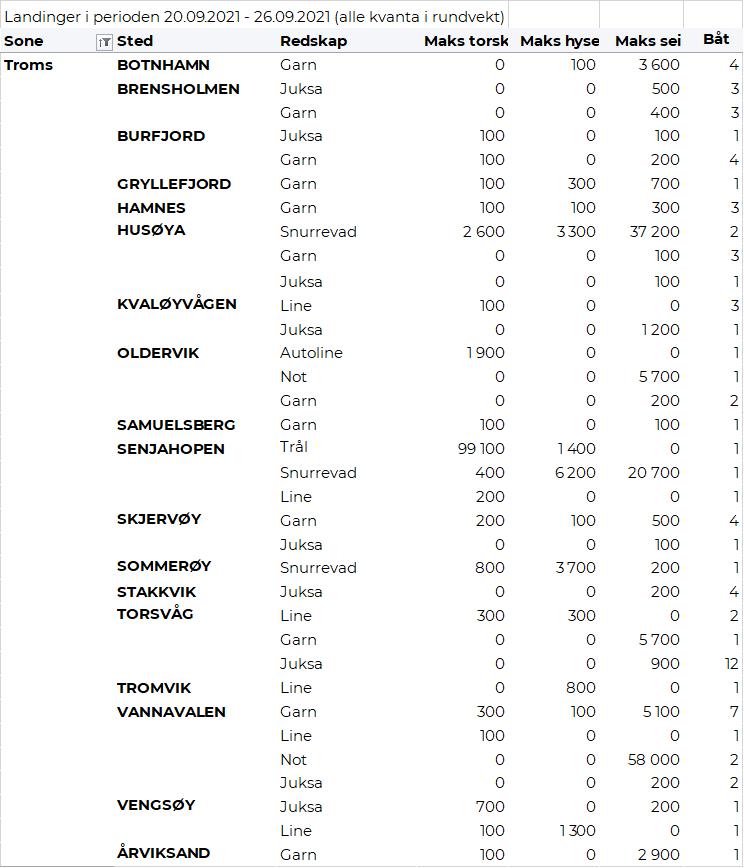 Landinger i perioden 20.09.2021 - 26.09.2021 (alle kvanta i rundvekt)
Sone Sted Redskap Maks torsk Maks hyse Maks sei Båt
Troms BOTNHAMN Garn 0 100 3 600 4
BRENSHOLMEN Juksa 0 0 500 3
Garn 0 0 400 3
BURFJORD Juksa 100 0 100 1
Garn 100 0 200 4
GRYLLEFJORD Garn 100 300 700 1
HAMNES Garn 100 100 300 3
HUSØYA Snurrevad 2 600 3 300 37 200 2
Garn 0 0 100 3
Juksa 0 0 100 1
KVALØYVÅGEN Line 100 0 0 3
Juksa 0 0 1 200 1
OLDERVIK Autoline 1 900 0 0 1
Not 0 0 5 700 1
Garn 0 0 200 2
SAMUELSBERG Garn 100 0 100 1
SENJAHOPEN Trål 99 100 1 400 0 1
Snurrevad 400 6 200 20 700 1
Line 200 0 0 1
SKJERVØY Garn 200 100 500 4
Juksa 0 0 100 1
SOMMERØY Snurrevad 800 3 700 200 1
STAKKVIK Juksa 0 0 200 4
TORSVÅG Line 300 300 0 2
Garn 0 0 5 700 1
Juksa 0 0 900 12
TROMVIK Line 0 800 0 1
VANNAVALEN Garn 300 100 5 100 7
Line 100 0 0 1
Not 0 0 58 000 2
Juksa 0 0 200 2
VENGSØY Juksa 700 0 200 1
Line 100 1 300 0 1
ÅRVIKSAND Garn 100 0 2 900 1